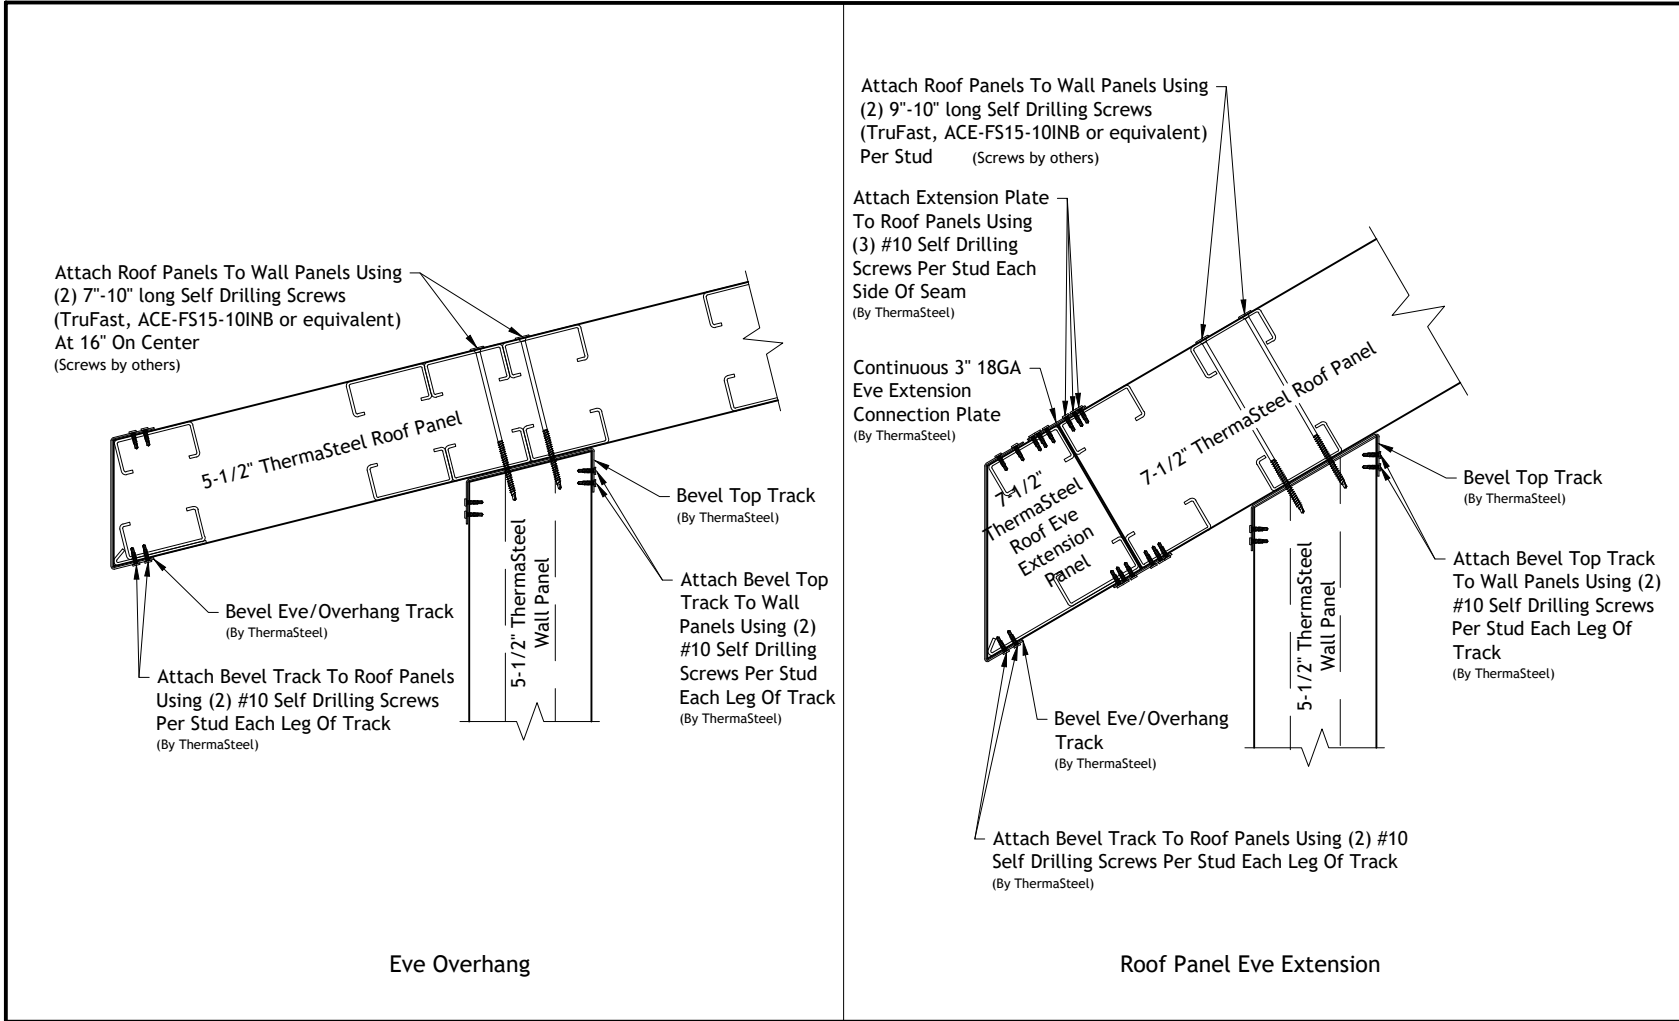 Attach Roof Panels To Wall Panels Using
(2) 7"-10" long Self Drilling Screws
(TruFast, ACE-FS15-10INB or equivalent)
At 16" On Center
(Screws by others)
5-1/2" ThermaSteel Roof Panel
Bevel Top Track
(By ThermaSteel)
5-1/2" ThermaSteel
Wall Panel
Attach Bevel Top
Track To Wall
Panels Using (2)
#10 Self Drilling
Screws Per Stud
Each Leg Of Track
(By ThermaSteel)
Bevel Eve/Overhang Track
(By ThermaSteel)
Attach Bevel Track To Roof Panels
Using (2) #10 Self Drilling Screws
Per Stud Each Leg Of Track
(By ThermaSteel)
Eve Overhang
Attach Roof Panels To Wall Panels Using
(2) 9"-10" long Self Drilling Screws
(TruFast, ACE-FS15-10INB or equivalent)
Per Stud (Screws by others)
Attach Extension Plate
To Roof Panels Using
(3) #10 Self Drilling
Screws Per Stud Each
Side Of Seam
(By ThermaSteel)
Continuous 3" 18GA
Eve Extension
Connection Plate
(By ThermaSteel)
7-1/2" ThermaSteel Roof Panel
7-1/2"
ThermaSteel
Roof Eve
Extension
Panel
Bevel Top Track
(By ThermaSteel)
5-1/2" ThermaSteel
Wall Panel
Attach Bevel Top Track
To Wall Panels Using (2)
#10 Self Drilling Screws
Per Stud Each Leg Of
Track
(By ThermaSteel)
Bevel Eve/Overhang
Track
(By ThermaSteel)
Attach Bevel Track To Roof Panels Using (2) #10
Self Drilling Screws Per Stud Each Leg Of Track
(By ThermaSteel)
Roof Panel Eve Extension